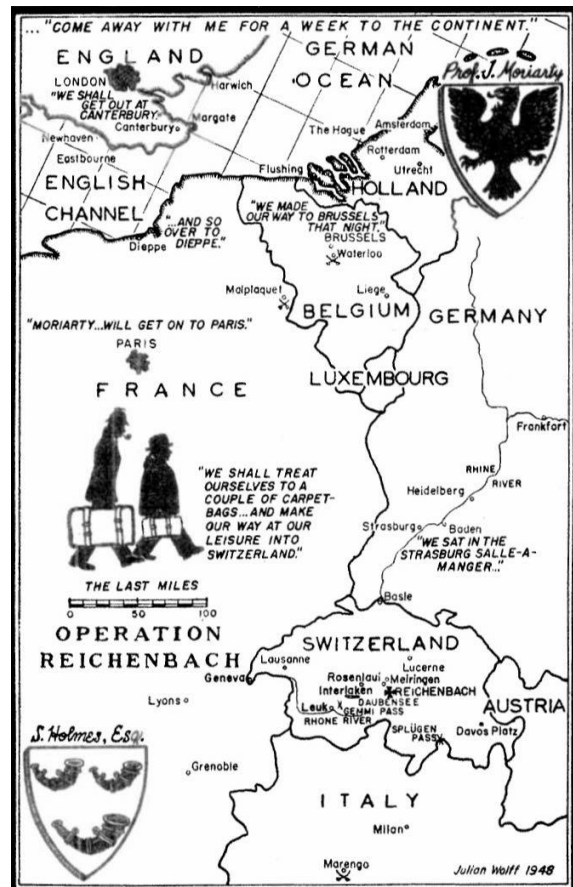 ..."COME AWAY WITH ME FOR A WEEK TO THE CONTINENT."
ENGLAND
LONDON
"WE SHALL
GET OUT AT
CANTERBURY."
Canterbury
Harwich
Margate
Newhaven
Eastbourne
ENGLISH
CHANNEL
GERMAN
OCEAN
Prof. J. Moriarty
The Hague
Amsterdam
Rotterdam
Utrecht
Flushing
HOLLAND
"...AND SO
OVER TO
DIEPPE."
Dieppe
"WE MADE
OUR WAY TO BRUSSELS
THAT NIGHT."
BRUSSELS
Waterloo
Malplaquet
Liege
BELGIUM
GERMANY
"MORIARTY...WILL GET ON TO PARIS."
PARIS
FRANCE
LUXEMBOURG
Frankfort
RHINE
RIVER
Heidelberg
"WE SHALL TREAT
OURSELVES TO A
COUPLE OF CARPET-
BAGS...AND MAKE
OUR WAY AT OUR
LEISURE INTO
SWITZERLAND."
Strasburg
Baden
"WE SAT IN THE
STRASBURG SALLE-A-
MANGER..."
THE LAST MILES
0 50 100
Basle
OPERATION
REICHENBACH
SWITZERLAND
Lausanne
Geneva
Lucerne
Rosenlaui
Meiringen
Interlaken
REICHENBACH
DAUBENSEE
GEMMI PASS
Leuk
RHONE RIVER
SPLÜGEN
PASS
Davos Platz
AUSTRIA
Lyons
S. Holmes, Esq.
Grenoble
ITALY
Milan
Marengo
Julian Wolff 1948